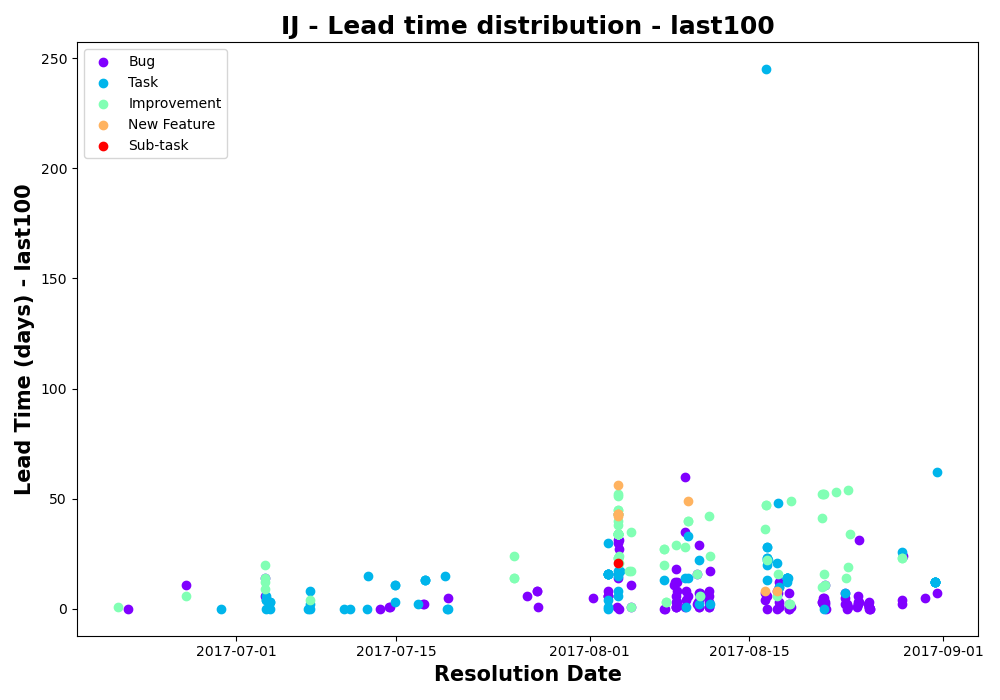 IJ - Lead time distribution - last100
Bug
Task
Improvement
New Feature
Sub-task
250
200
150
100
50
0
Lead Time (days) - last100
2017-07-01 2017-07-15 2017-08-01 2017-08-15 2017-09-01
Resolution Date